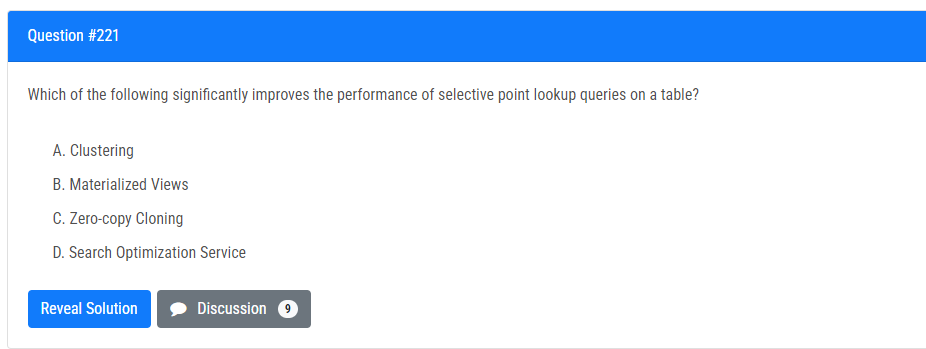 Question #221
Which of the following significantly improves the performance of selective point lookup queries on a table?
A. Clustering
B. Materialized Views
C. Zero-copy Cloning
D. Search Optimization Service
Reveal Solution Discussion 9